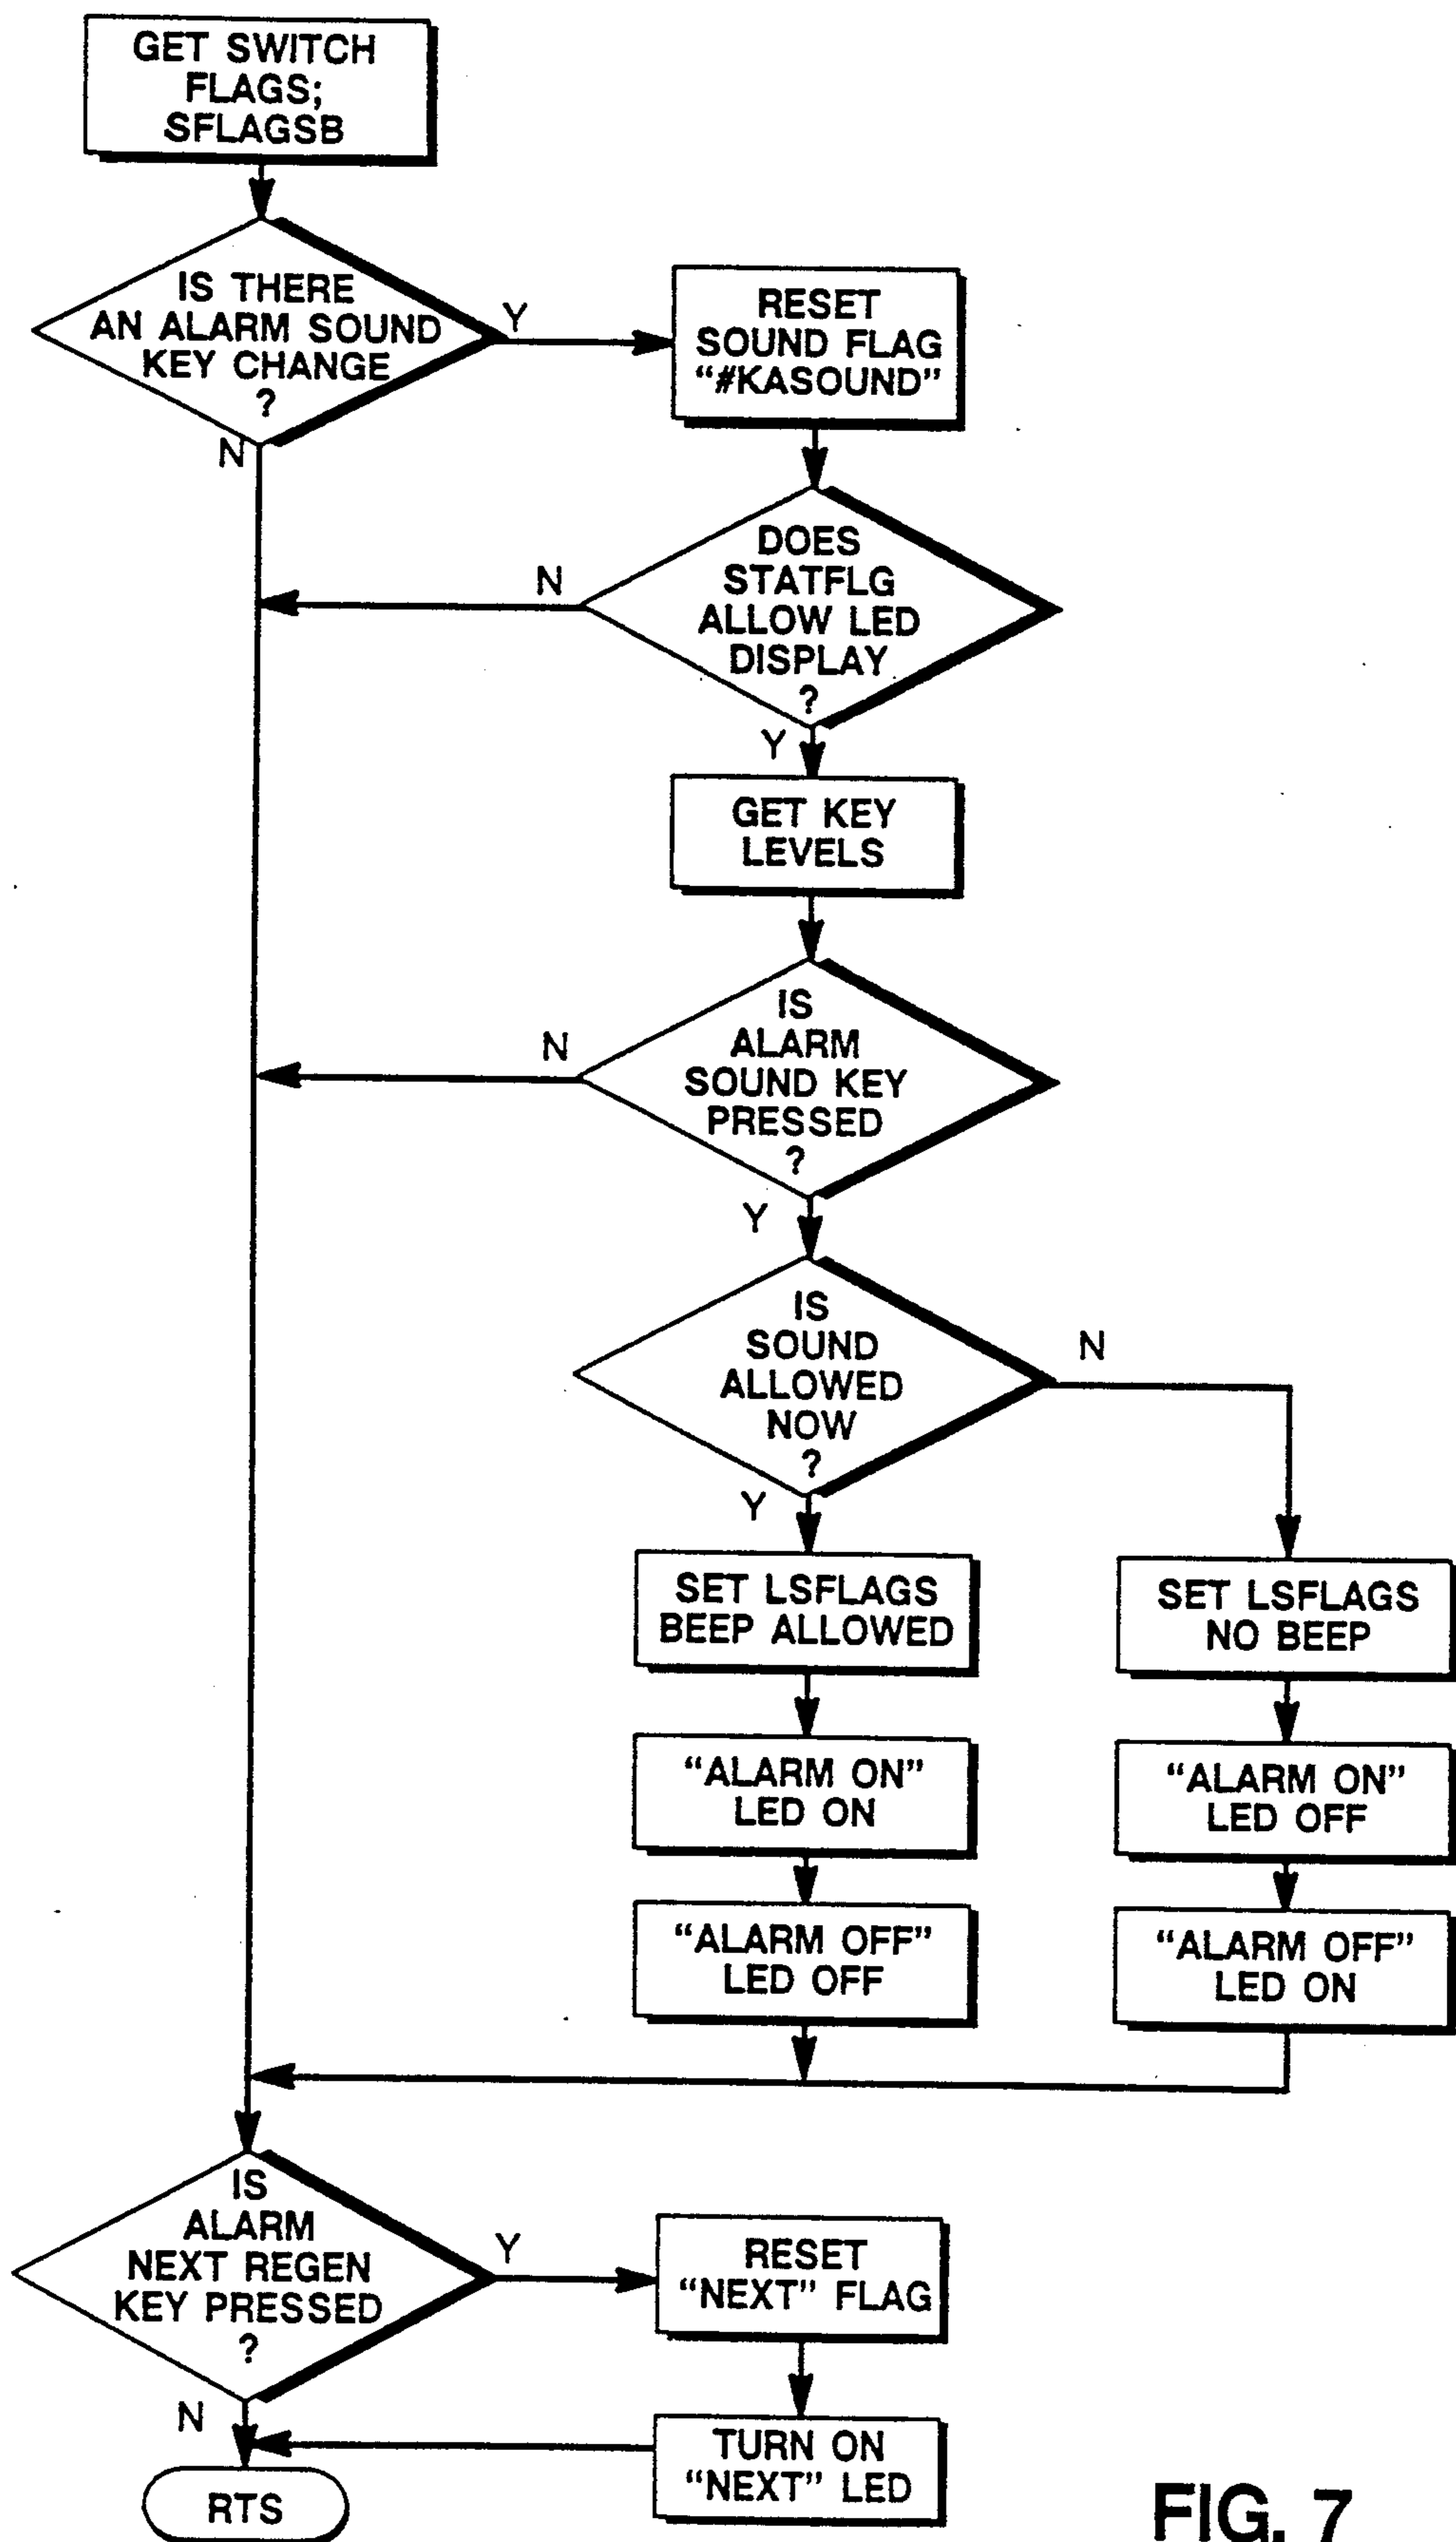 GET SWITCH
FLAGS;
SFLAGSB
IS THERE
AN ALARM SOUND
KEY CHANGE
?
Y
N
RESET
SOUND FLAG
“#KASOUND”
DOES
STATFLG
ALLOW LED
DISPLAY
?
N
Y
GET KEY
LEVELS
IS
ALARM
SOUND KEY
PRESSED
?
N
Y
IS
SOUND
ALLOWED
NOW
?
N
Y
SET LSFLAGS
BEEP ALLOWED
SET LSFLAGS
NO BEEP
“ALARM ON”
LED ON
“ALARM ON”
LED OFF
“ALARM OFF”
LED OFF
“ALARM OFF”
LED ON
IS
ALARM
NEXT REGEN
KEY PRESSED
?
Y
N
RESET
“NEXT” FLAG
TURN ON
“NEXT” LED
RTS
FIG. 7